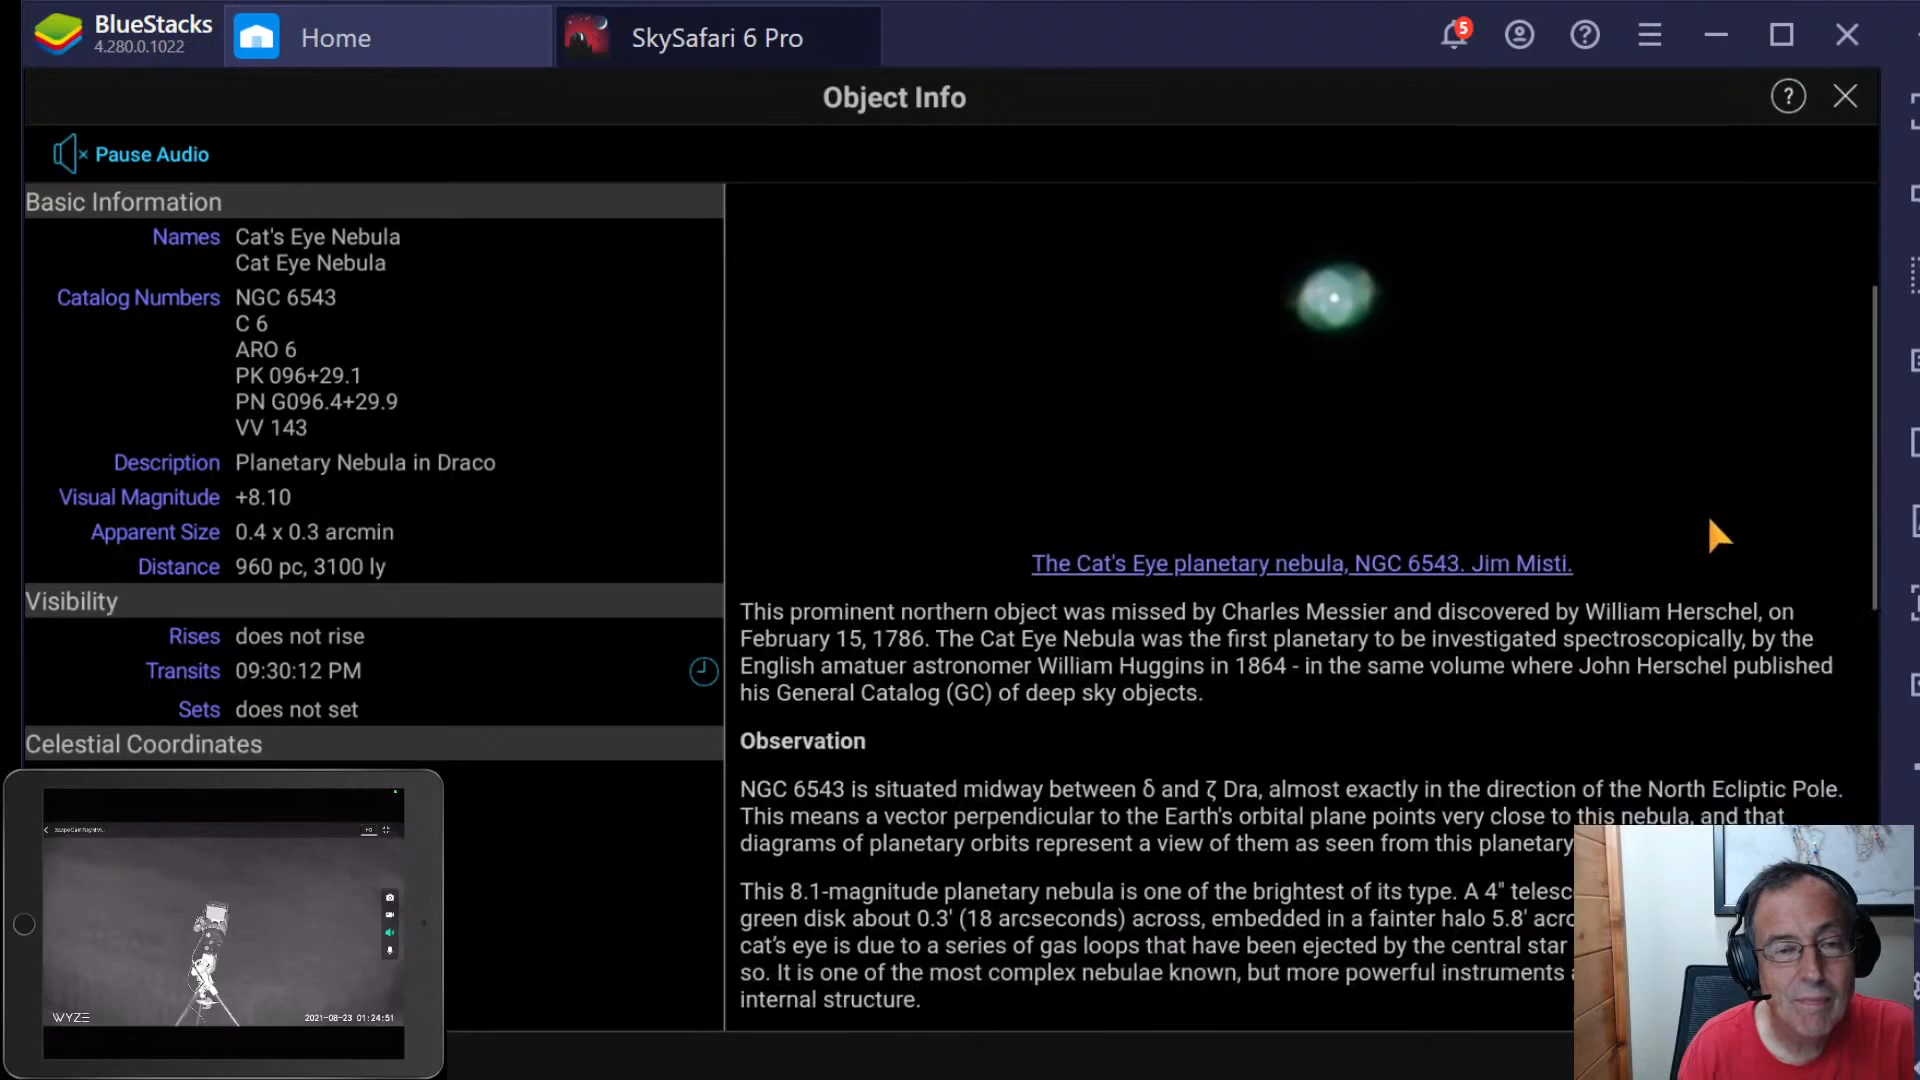 BlueStacks
4.280.0.1022
Home
SkySafari 6 Pro
5
Object Info
Pause Audio
Basic Information
Names Cat's Eye Nebula
Cat Eye Nebula
Catalog Numbers NGC 6543
C 6
ARO 6
PK 096+29.1
PN G096.4+29.9
VV 143
Description Planetary Nebula in Draco
Visual Magnitude +8.10
Apparent Size 0.4 x 0.3 arcmin
Distance 960 pc, 3100 ly
Visibility
Rises does not rise
Transits 09:30:12 PM
Sets does not set
Celestial Coordinates
The Cat's Eye planetary nebula, NGC 6543. Jim Misti.
This prominent northern object was missed by Charles Messier and discovered by William Herschel, on
February 15, 1786. The Cat Eye Nebula was the first planetary to be investigated spectroscopically, by the
English amatuer astronomer William Huggins in 1864 - in the same volume where John Herschel published
his General Catalog (GC) of deep sky objects.
Observation
NGC 6543 is situated midway between δ and ζ Dra, almost exactly in the direction of the North Ecliptic Pole.
This means a vector perpendicular to the Earth's orbital plane points very close to this nebula, and that
diagrams of planetary orbits represent a view of them as seen from this planetary
This 8.1-magnitude planetary nebula is one of the brightest of its type. A 4" telesc
green disk about 0.3' (18 arcseconds) across, embedded in a fainter halo 5.8' acro
cat's eye is due to a series of gas loops that have been ejected by the central star
so. It is one of the most complex nebulae known, but more powerful instruments
internal structure.
WYZE
2021-08-23 01:24:51